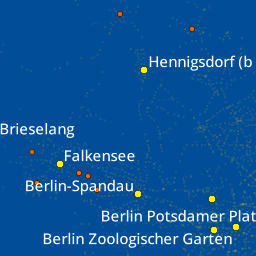 Hennigsdorf (b
Brieselang
Falkensee
Berlin-Spandau
Berlin Potsdamer Plat
Berlin Zoologischer Garten